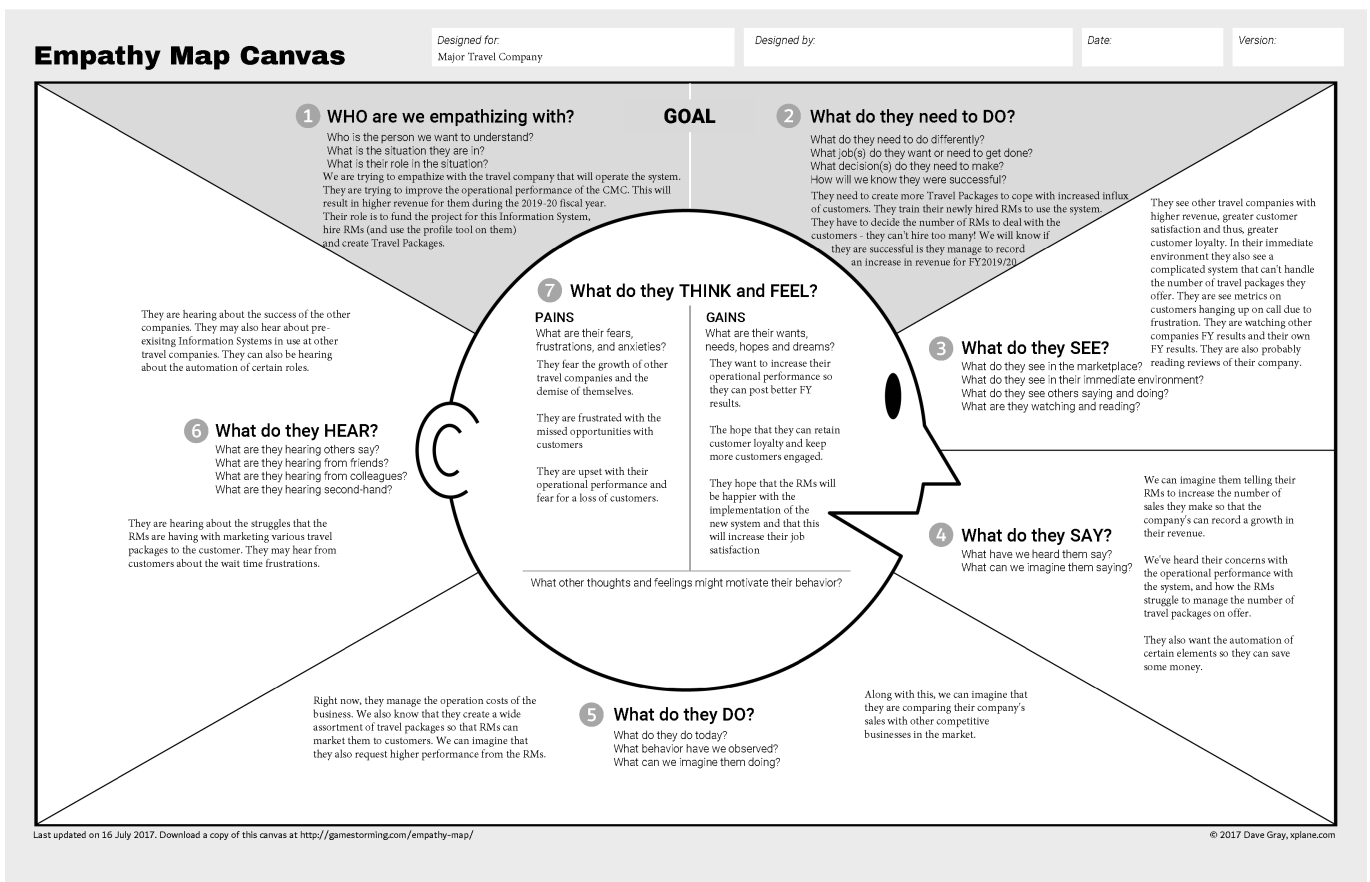 Empathy Map Canvas
Designed for:
Major Travel Company
Designed by:
Date:
Version:
GOAL
1 WHO are we empathizing with?
Who is the person we want to understand?
What is the situation they are in?
What is their role in the situation?
We are trying to empathize with the travel company that will operate the system.
They are trying to improve the operational performance of the CMC. This will
result in higher revenue for them during the 2019-20 fiscal year.
Their role is to fund the project for this Information System,
hire RMs (and use the profile tool on them)
and create Travel Packages.
2 What do they need to DO?
What do they need to do differently?
What job(s) do they want or need to get done?
What decision(s) do they need to make?
How will we know they were successful?
They need to create more Travel Packages to cope with increased influx
of customers. They train their newly hired RMs to use the system.
They have to decide the number of RMs to deal with the
customers - they can't hire too many! We will know if
they are successful is they manage to record
an increase in revenue for FY2019/20
They see other travel companies with
higher revenue, greater customer
satisfaction and thus, greater
customer loyalty. In their immediate
environment they also see a
complicated system that can't handle
the number of travel packages they
offer. They are see metrics on
customers hanging up on call due to
frustration. They are watching other
companies FY results and their owtn
FY results. They are also probably
reading reviews of their company.
3 What do they SEE?
What do they see in the marketplace?
What do they see in their immediate environment?
What do they see others saying and doing?
What are they watching and reading?
4 What do they SAY?
What have we heard them say?
What can we imagine them saying?
We can imagine them telling their
RMs to increase the number of
sales they make so that the
company's can record a growth in
their revenue.
We've heard their concerns with
the operational performance with
the system, and how the RMs
struggle to manage the number of
travel packages on offer.
They also want the automation of
certain elements so they can save
some money.
5 What do they DO?
What do they do today?
What behavior have we observed?
What can we imagine them doing?
Right now, they manage the operation costs of the
business. We also know that they create a wide
assortment of travel packages so that RMs can
market them to customers. We can imagine that
they also request higher performance from the RMs.
Along with this, we can imagine that
they are comparing their company's
sales with other competitive
businesses in the market.
They are hearing about the success of the other
companies. They may also hear about pre-
exisitng Information Systems in use at other
travel companies. They can also be hearing
about the automation of certain roles.
6 What do they HEAR?
What are they hearing others say?
What are they hearing from friends?
What are they hearing from colleagues?
What are they hearing second-hand?
They are hearing about the struggles that the
RMs are having with marketing various travel
packages to the customer. They may hear from
customers about the wait time frustrations.
7 What do they THINK and FEEL?
PAINS
What are their fears,
frustrations, and anxieties?
They fear the growth of other
travel companies and the
demise of themselves.
They are frustrated with the
missed opportunities with
customers
They are upset with their
operational performance and
fear for a loss of customers.
GAINS
What are their wants,
needs, hopes and dreams?
They want to increase their
operational performance so
they can post better FY
results.
The hope that they can retain
customer loyalty and keep
more customers engaged.
They hope that the RMs will
be happier with the
implementation of the
new system and that this
will increase their job
satisfaction
What other thoughts and feelings might motivate their behavior?
Last updated on 16 July 2017. Download a copy of this canvas at http://gamestorming.com/empathy-map/
© 2017 Dave Gray, xplane.com